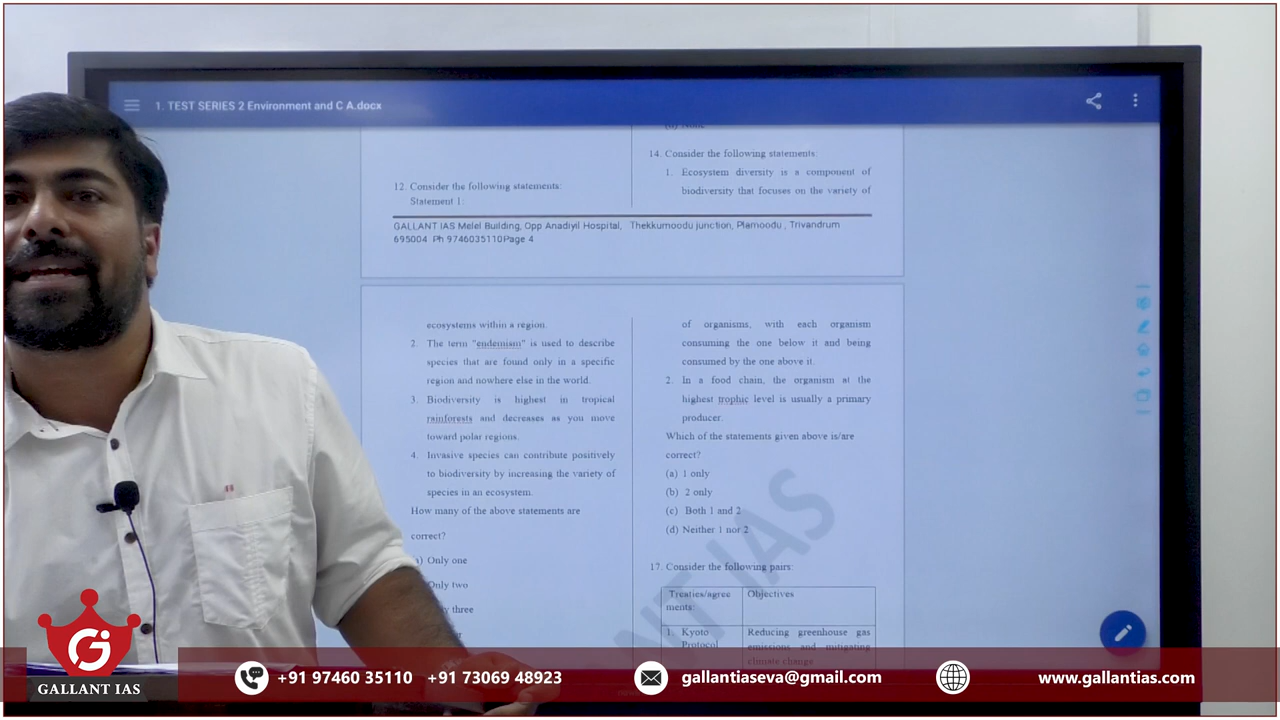 1. TEST SERIES 2 Environment and C A.docx
12. Consider the following statements:
Statement 1:
14. Consider the following statements:
1. Ecosystem diversity is a component of
biodiversity that focuses on the variety of
GALLANT IAS Melel Building, Opp Anadiyil Hospital, Thekkumoodu junction, Plamoodu , Trivandrum
695004 Ph 9746035110Page 4
ecosystems within a region.
2. The term "endemism" is used to describe
species that are found only in a specific
region and nowhere else in the world.
3. Biodiversity is highest in tropical
rainforests and decreases as you move
toward polar regions.
4. Invasive species can contribute positively
to biodiversity by increasing the variety of
species in an ecosystem.
How many of the above statements are
correct?
Only one
Only two
three
of organisms, with each organism
consuming the one below it and being
consumed by the one above it.
2. In a food chain, the organism at the
highest trophic level is usually a primary
producer.
Which of the statements given above is/are
correct?
(a) 1 only
(b) 2 only
(c) Both 1 and 2
(d) Neither 1 nor 2
17. Consider the following pairs:
Treaties/agree
ments:
Objectives
1. Kyoto
Protocol
Reducing greenhouse gas
emissions and mitigating
climate change
IAS
GALLANT IAS
+91 97460 35110 +91 73069 48923
gallantiaseva@gmail.com
www.gallantias.com